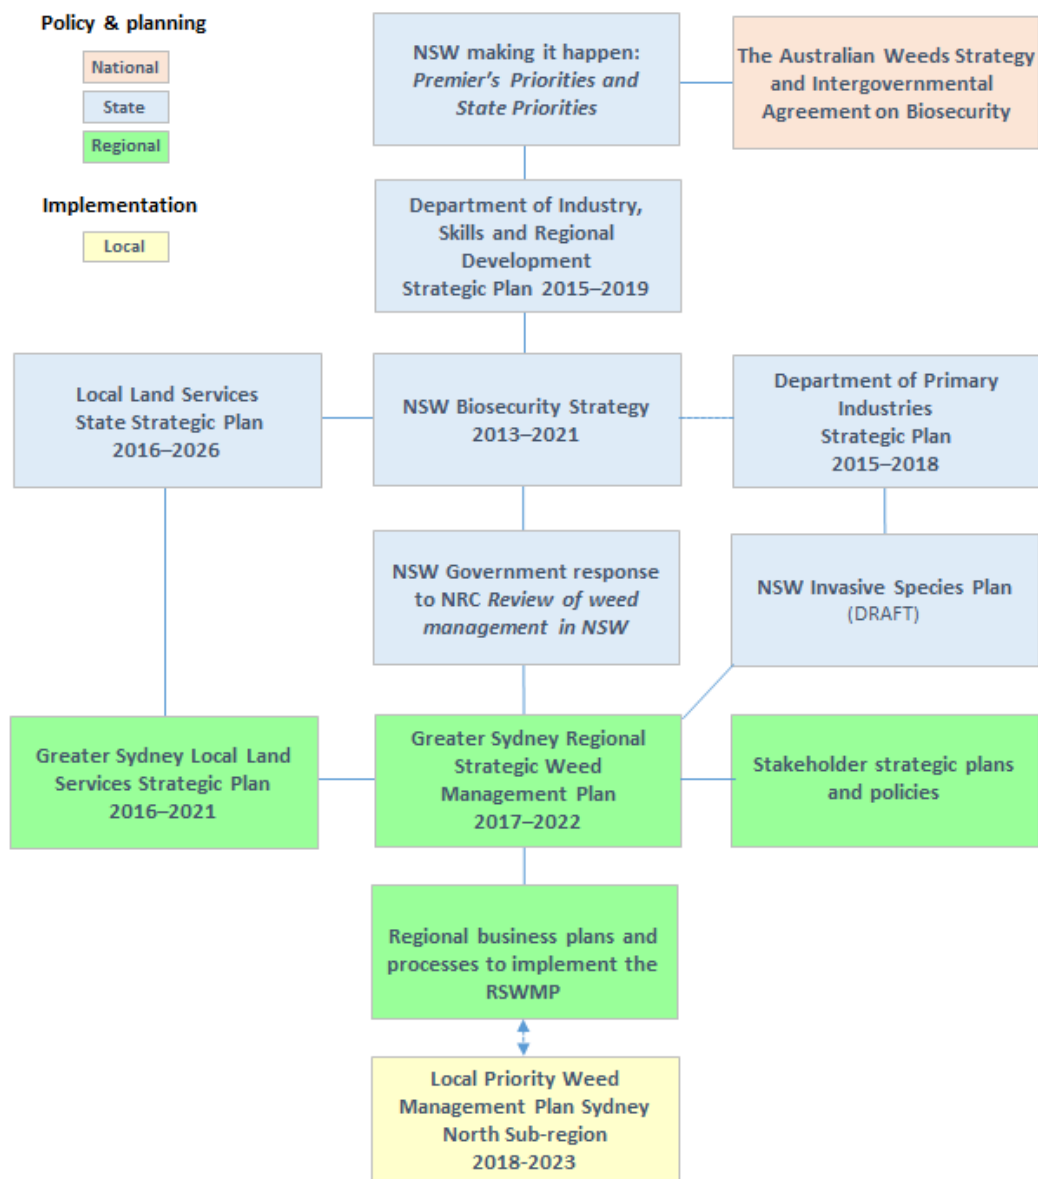 Policy & planning
National
State
Regional
Implementation
Local
NSW making it happen:
Premier's Priorities and
State Priorities
The Australian Weeds Strategy
and Intergovernmental
Agreement on Biosecurity
Department of Industry,
Skills and Regional
Development
Strategic Plan 2015–2019
Local Land Services
State Strategic Plan
2016–2026
NSW Biosecurity Strategy
2013–2021
Department of Primary
Industries
Strategic Plan
2015–2018
NSW Government response
to NRC Review of weed
management in NSW
NSW Invasive Species Plan
(DRAFT)
Greater Sydney Local Land
Services Strategic Plan
2016–2021
Greater Sydney Regional
Strategic Weed
Management Plan
2017–2022
Stakeholder strategic plans
and policies
Regional business plans and
processes to implement the
RSWMP
Local Priority Weed
Management Plan Sydney
North Sub-region
2018-2023